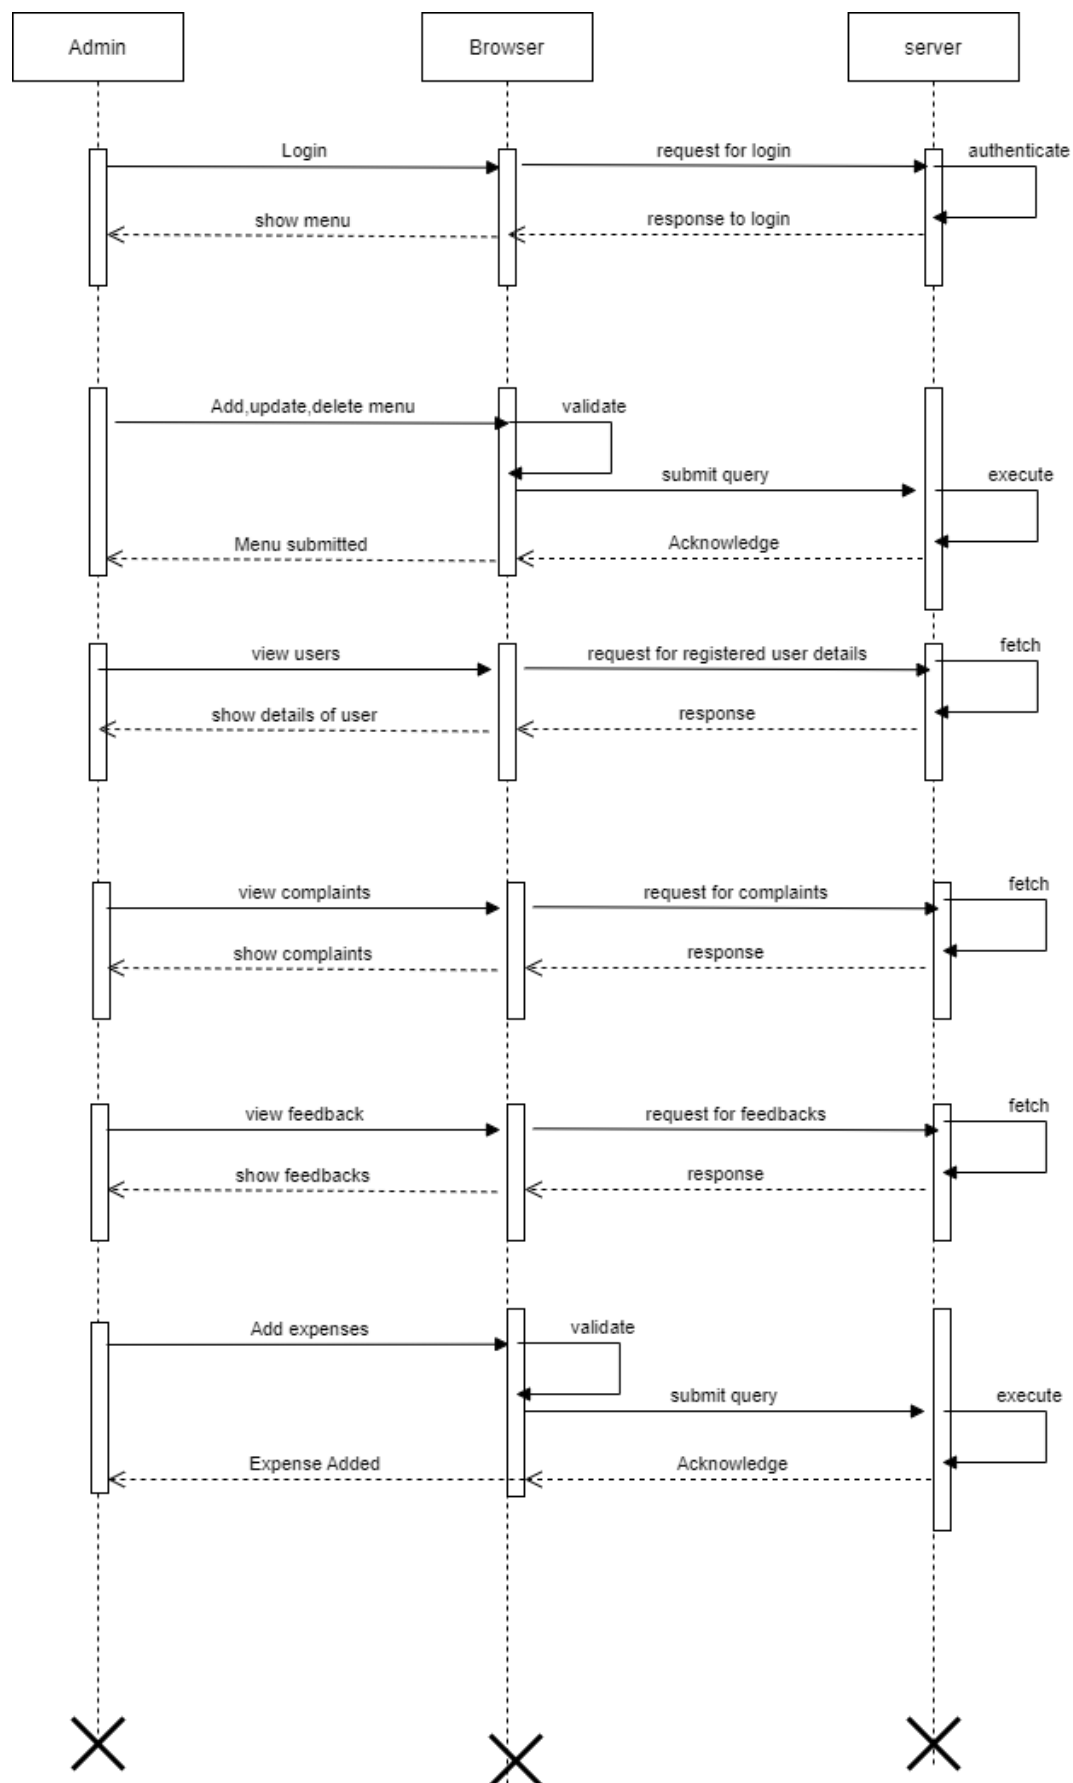 Admin
Browser
server
Login
request for login
authenticate
show menu
response to login
Add,update,delete menu
validate
submit query
execute
Menu submitted
Acknowledge
view users
request for registered user details
fetch
show details of user
response
view complaints
request for complaints
fetch
show complaints
response
view feedback
request for feedbacks
fetch
show feedbacks
response
Add expenses
validate
submit query
execute
Expense Added
Acknowledge